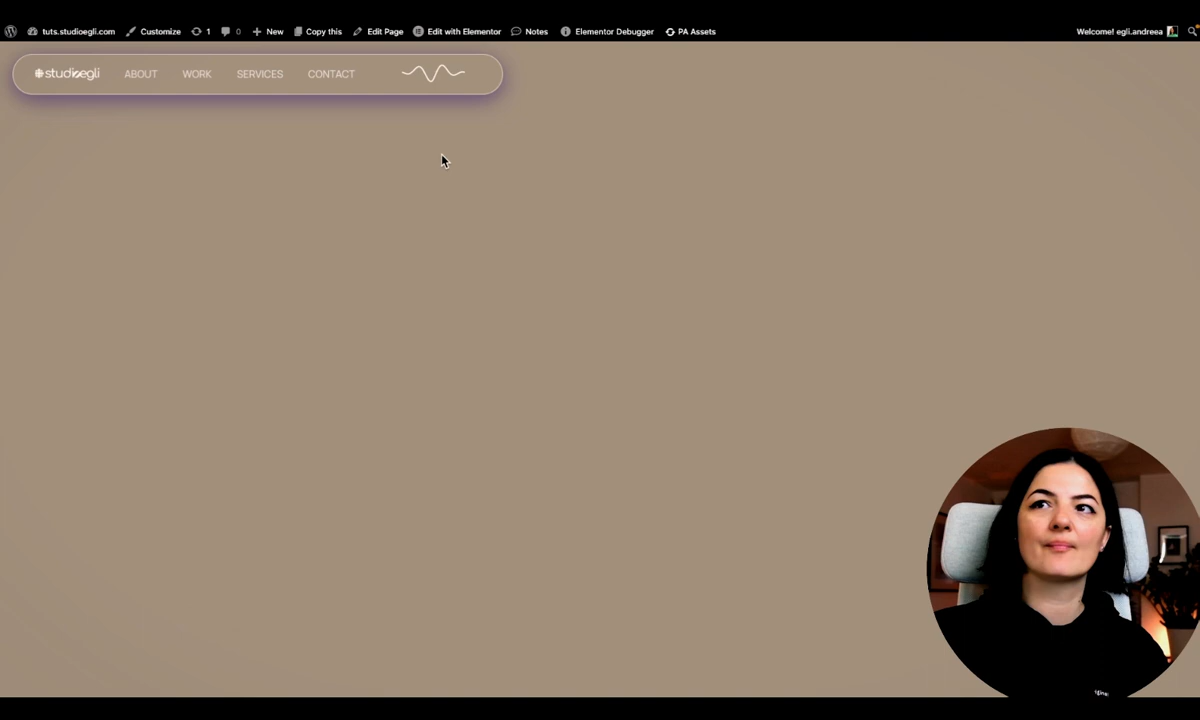 tuts.studioegli.com Customize 1 0 New Copy this Edit Page Edit with Elementor Notes Elementor Debugger PA Assets Welcome! egli.andreea
studioegli ABOUT WORK SERVICES CONTACT